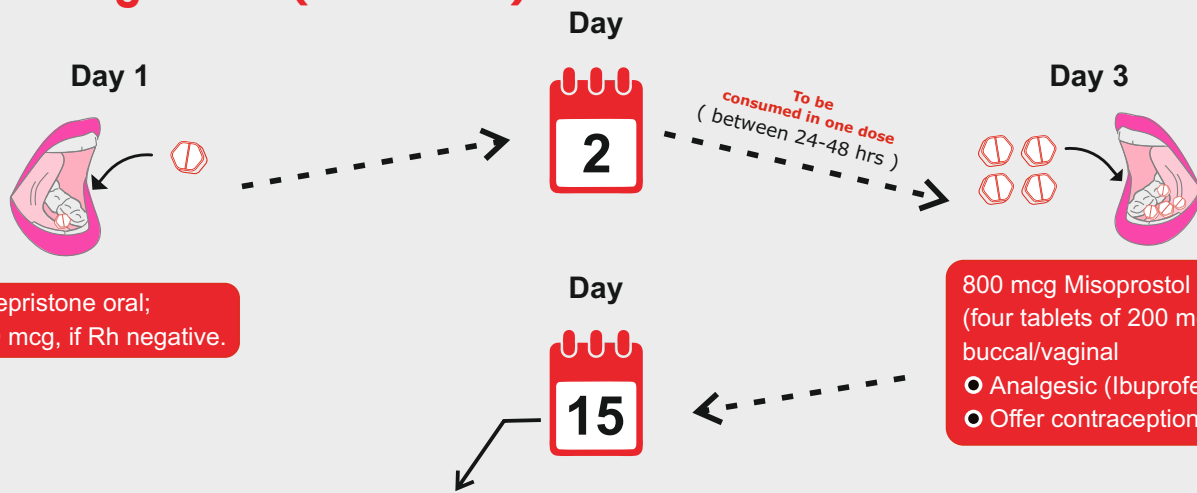 Day
Day 1
Day 3
2
To be
consumed in one dose
( between 24-48 hrs )
epristone oral;
mcg, if Rh negative.
800 mcg Misoprostol
(four tablets of 200 m
buccal/vaginal
Analgesic (Ibuprofe
Offer contraception
Day
15